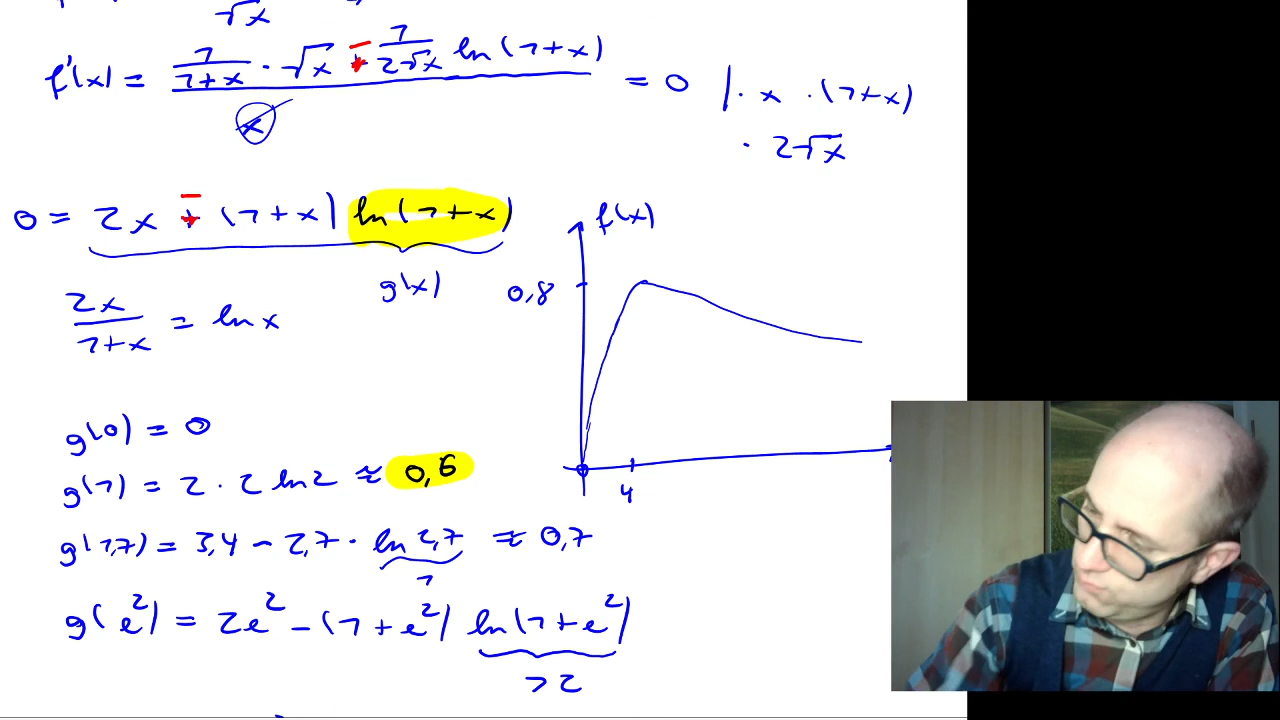 √x
f'(x) = (1/(1+x) · √x - 1/(2√x) ln(1+x)) / x = 0 | · x · (1+x)
· 2√x
0 = 2x - (1+x) ln(1+x)
g(x)
2x/(1+x) = ln x
f(x)
0,8
4
g(0) = 0
g(1) = 2 · 2 ln 2 ≈ 0,6
g(1,7) = 3,4 - 2,7 · ln 2,7 ≈ 0,7
1
g(e²) = 2e² - (1+e²) ln(1+e²)
> 2